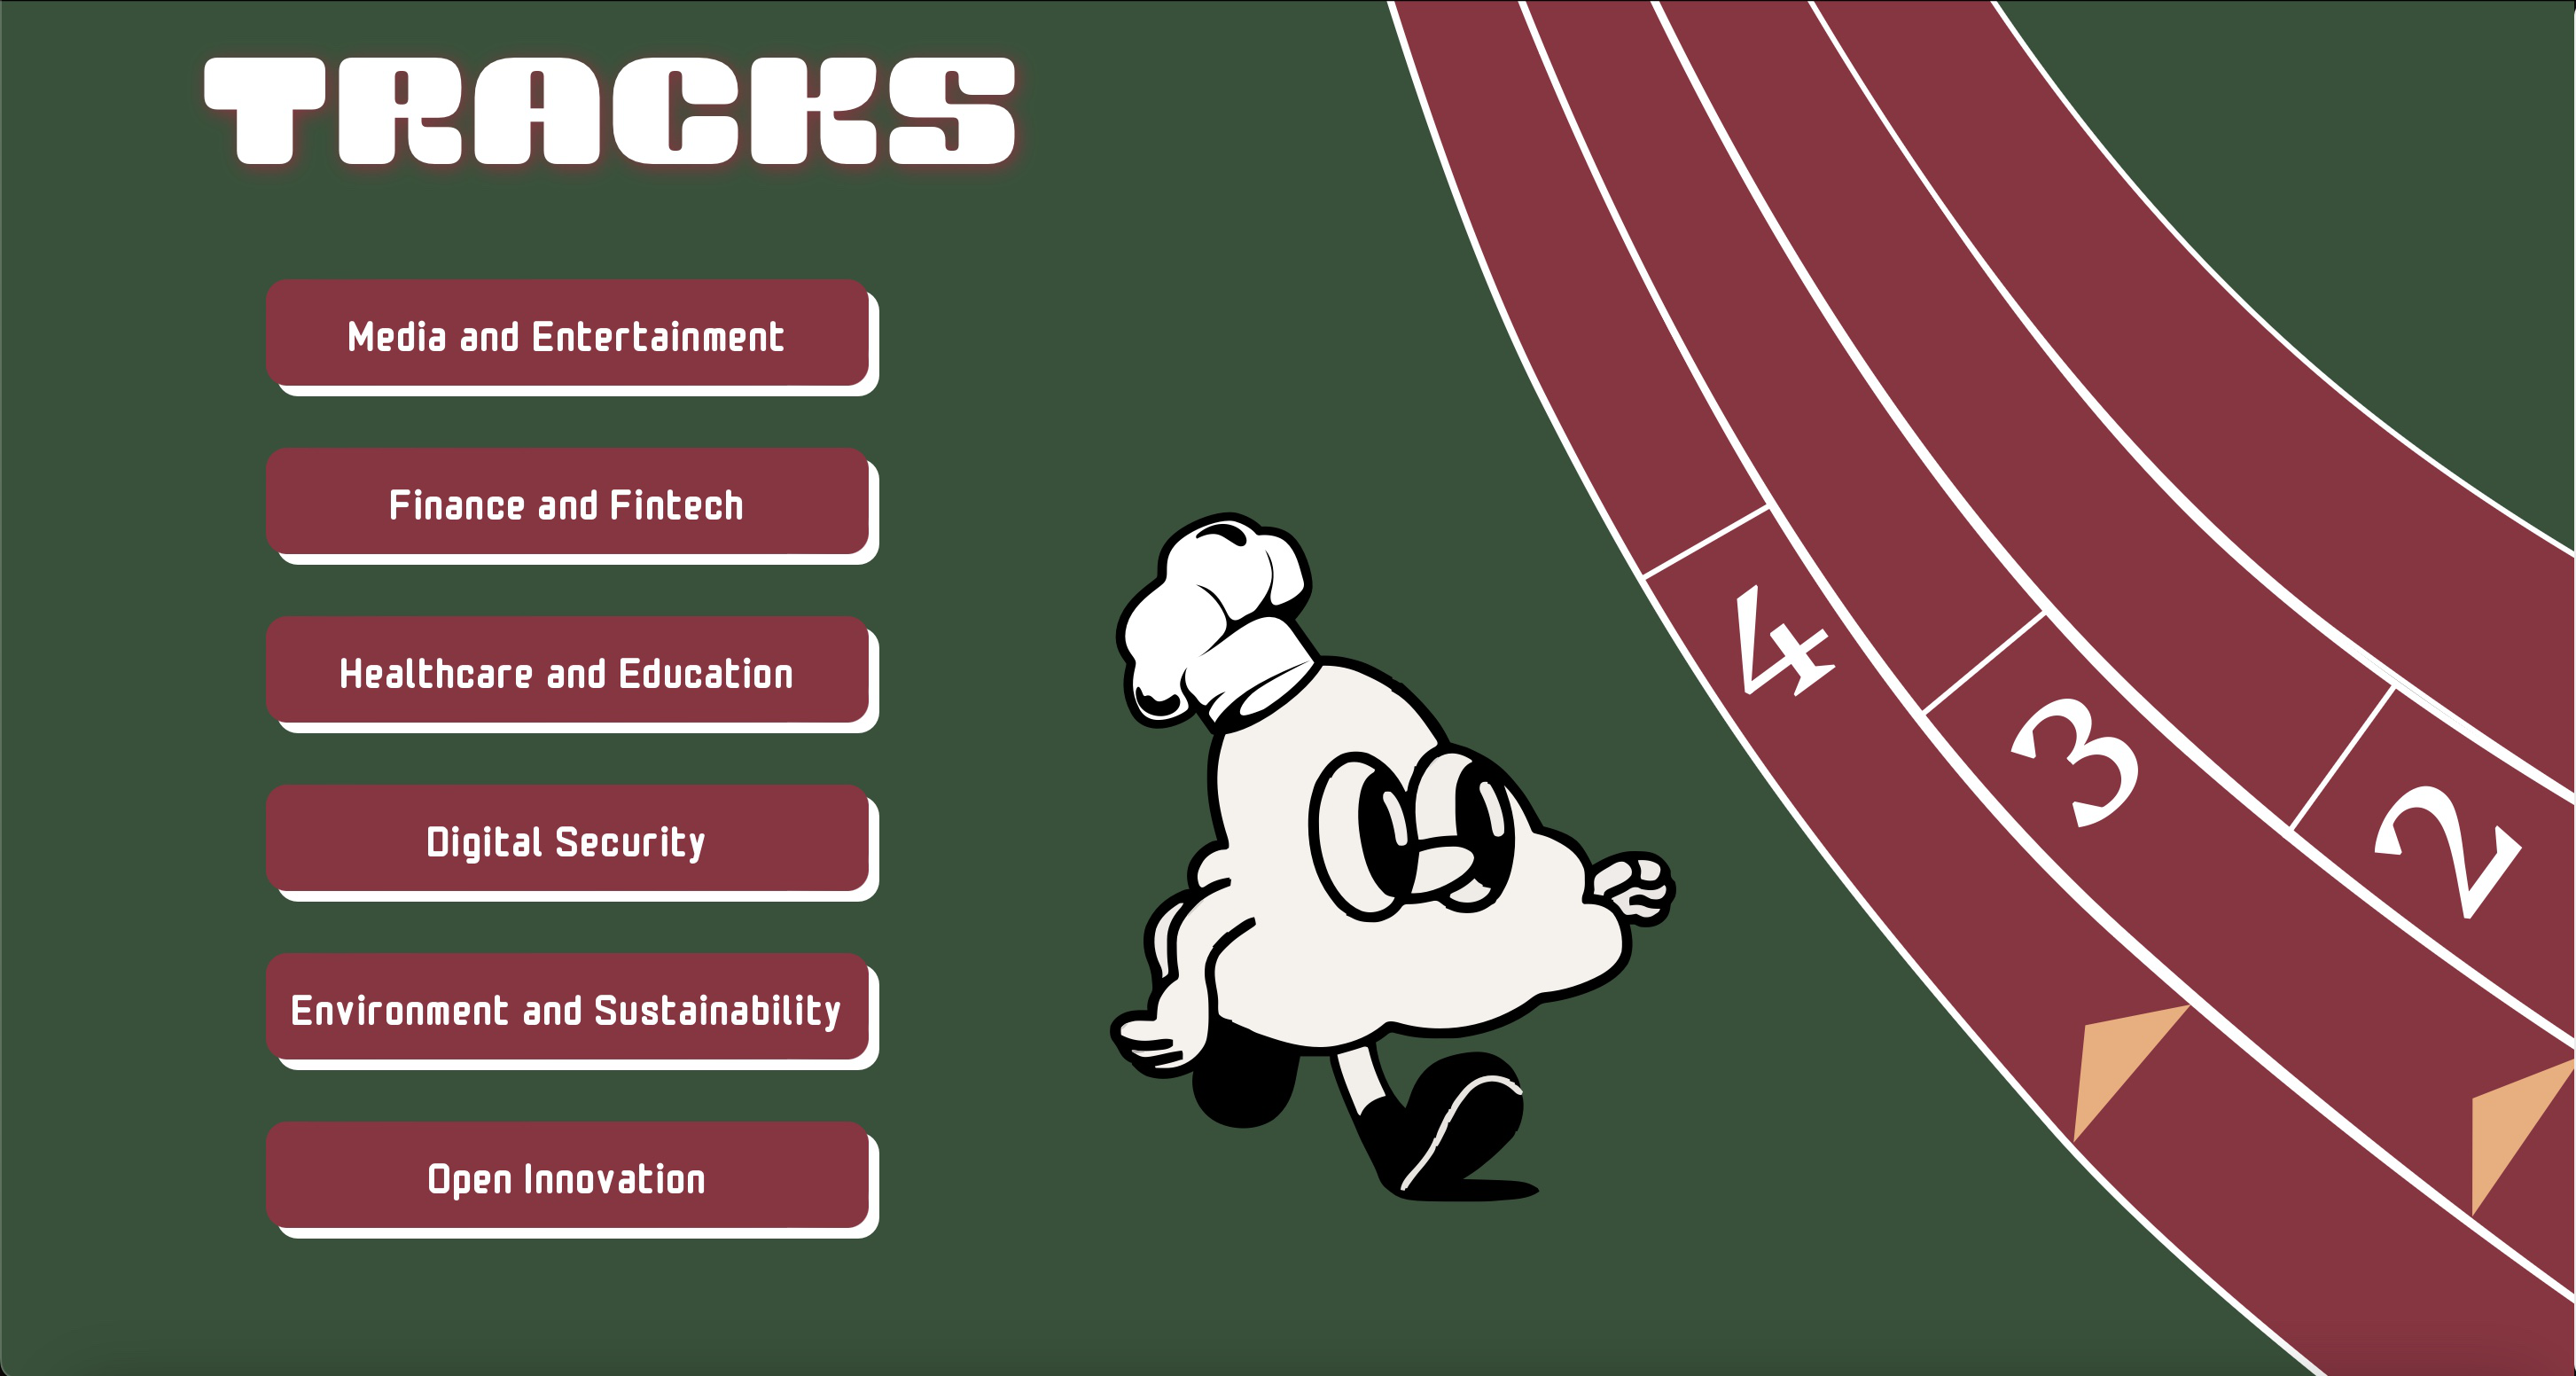 TRACKS
Media and Entertainment
Finance and Fintech
Healthcare and Education
Digital Security
Environment and Sustainability
Open Innovation
4
3
2